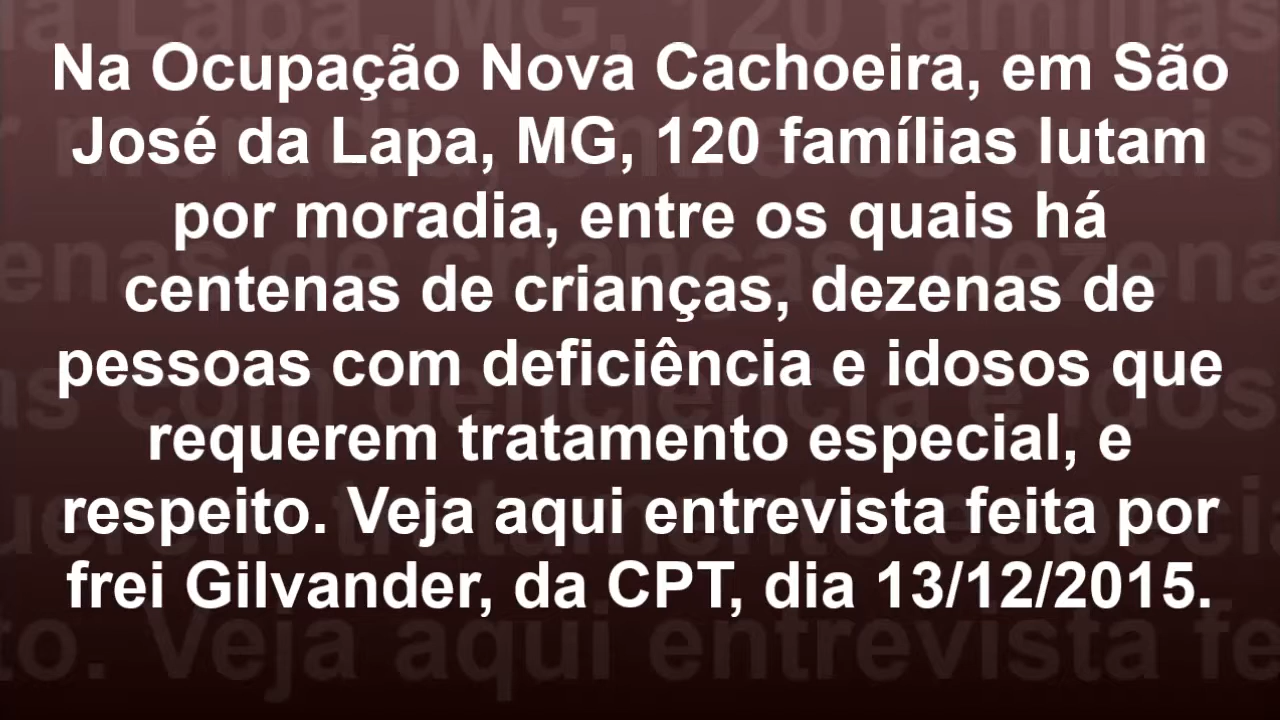 Na Ocupação Nova Cachoeira, em São
José da Lapa, MG, 120 famílias lutam
por moradia, entre os quais há
centenas de crianças, dezenas de
pessoas com deficiência e idosos que
requerem tratamento especial, e
respeito. Veja aqui entrevista feita por
frei Gilvander, da CPT, dia 13/12/2015.